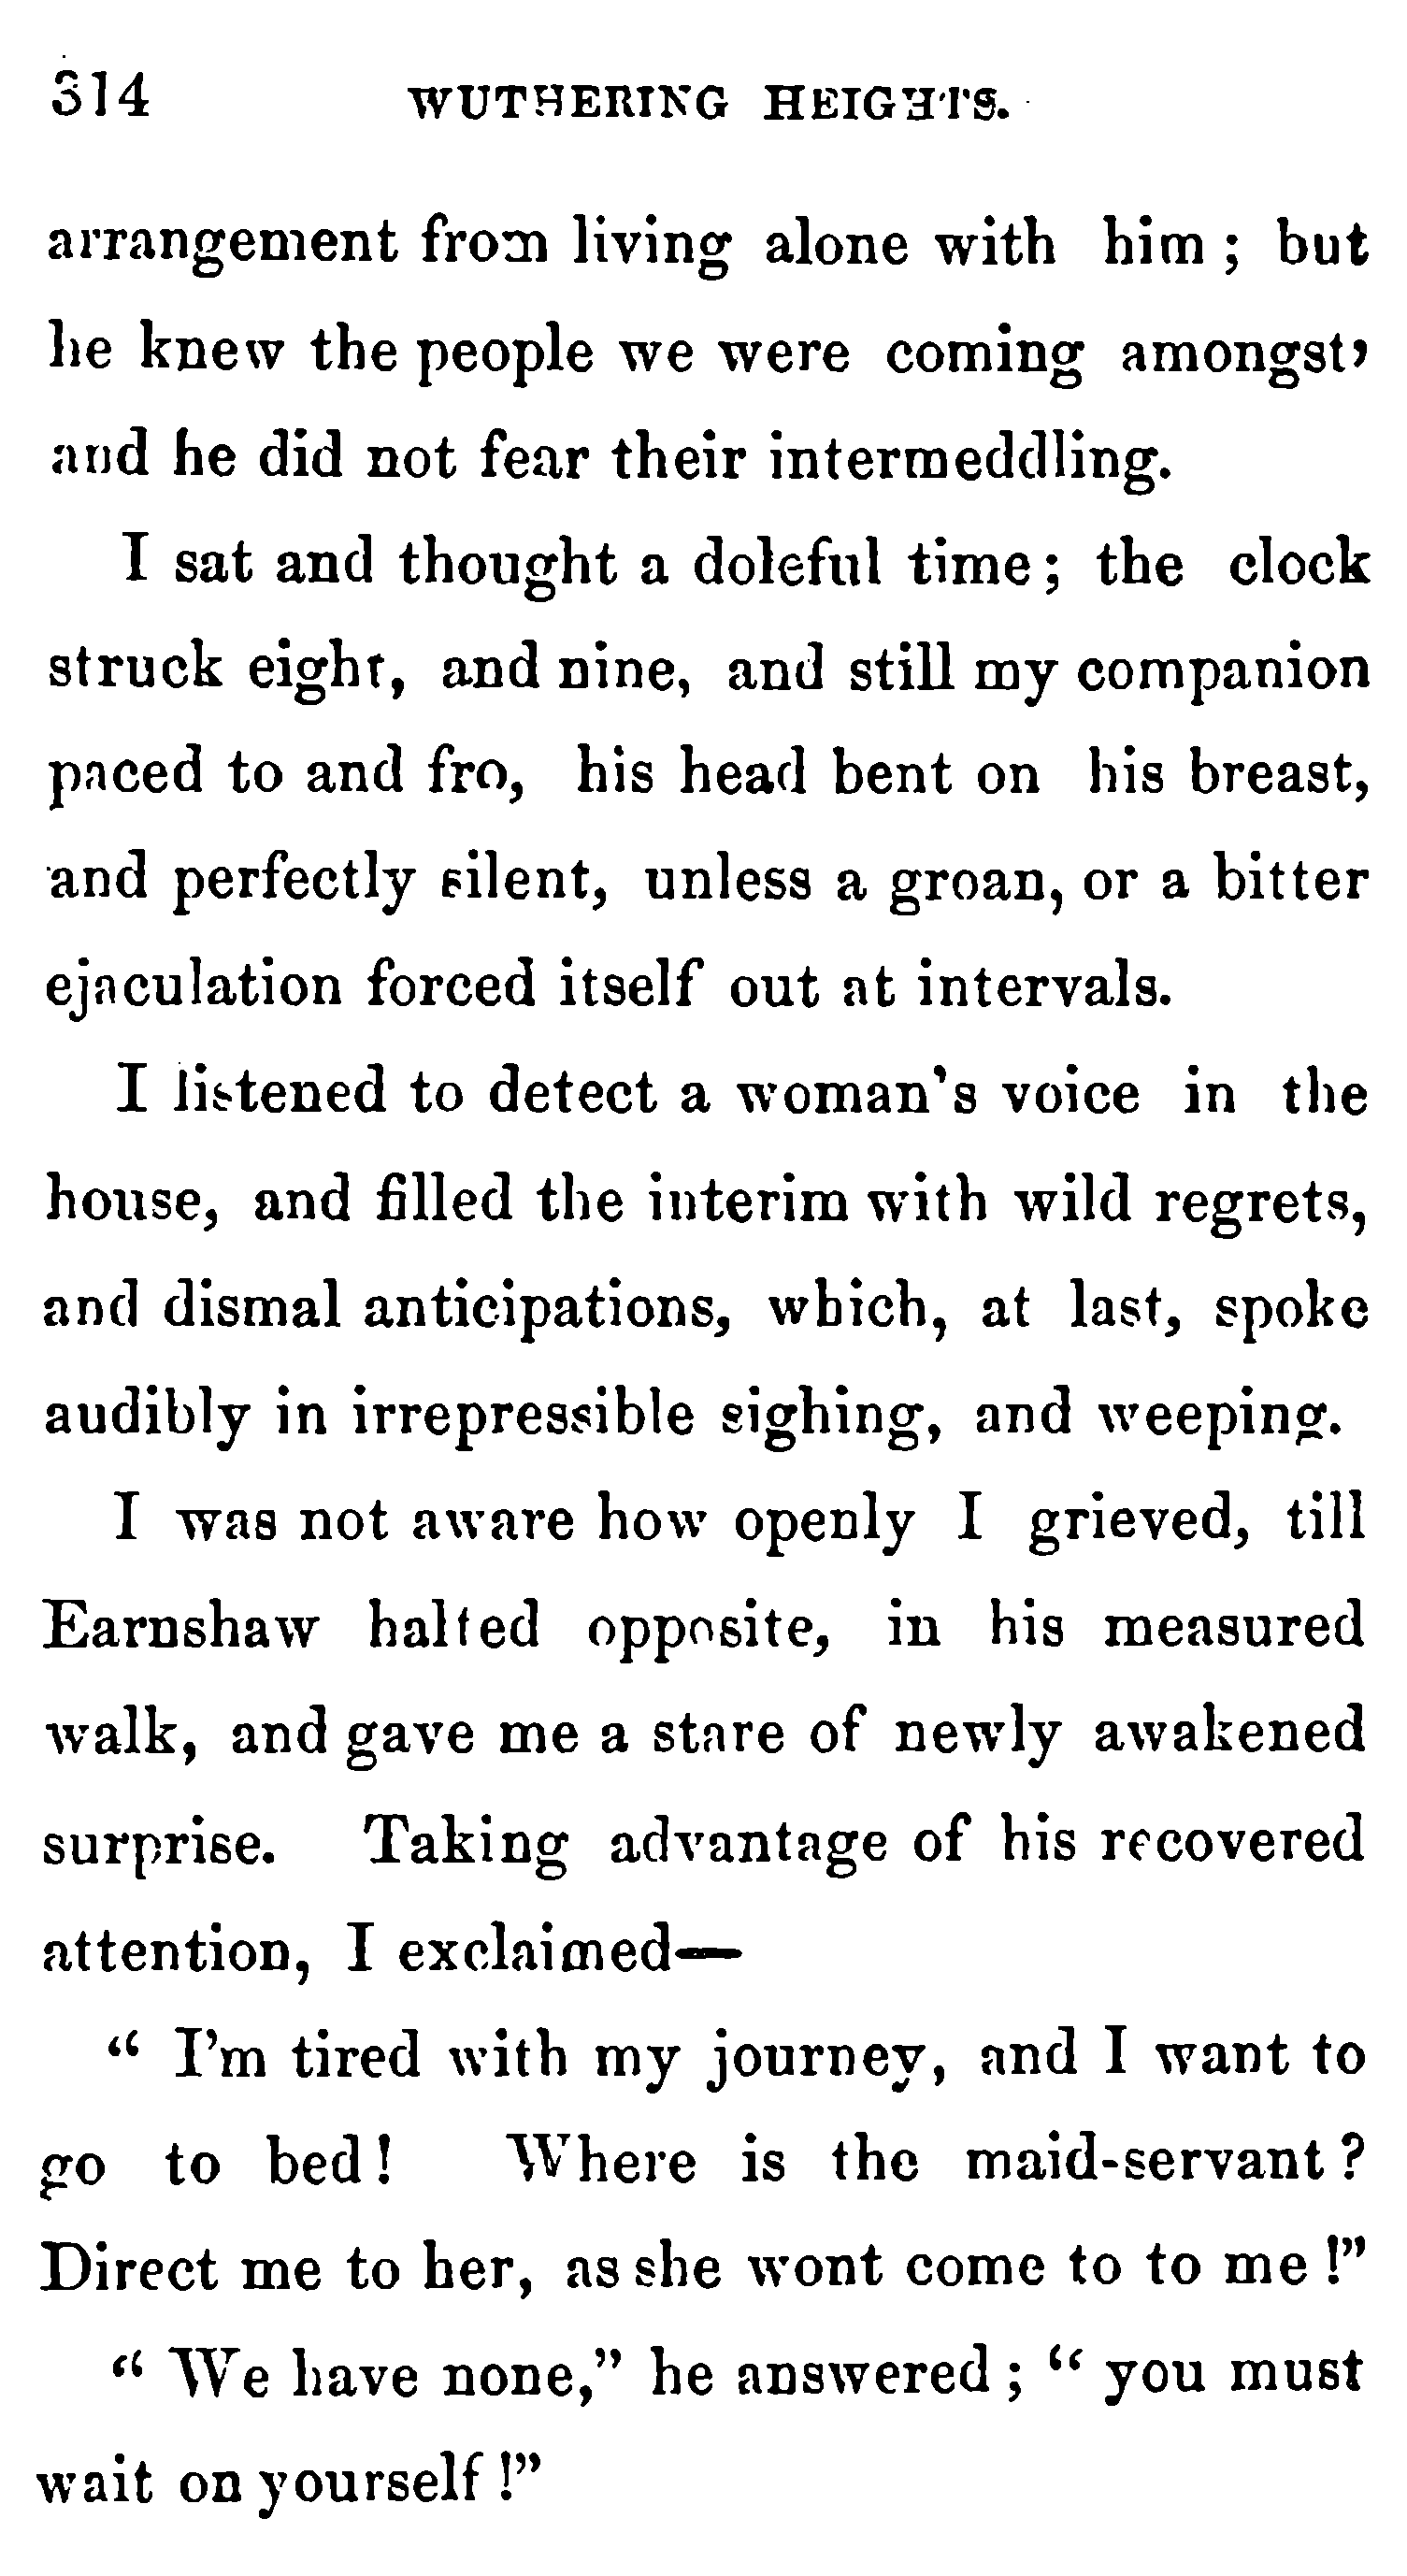 314 WUTHERING HEIGHTS.
arrangement from living alone with him ; but
he knew the people we were coming amongst,
and he did not fear their intermeddling.
I sat and thought a doleful time ; the clock
struck eight, and nine, and still my companion
paced to and fro, his head bent on his breast,
and perfectly silent, unless a groan, or a bitter
ejaculation forced itself out at intervals.
I listened to detect a woman's voice in the
house, and filled the interim with wild regrets,
and dismal anticipations, which, at last, spoke
audibly in irrepressible sighing, and weeping.
I was not aware how openly I grieved, till
Earnshaw halted opposite, in his measured
walk, and gave me a stare of newly awakened
surprise. Taking advantage of his recovered
attention, I exclaimed—
“ I'm tired with my journey, and I want to
go to bed! Where is the maid-servant ?
Direct me to her, as she wont come to to me !”
“ We have none,” he answered ; “ you must
wait on yourself !”